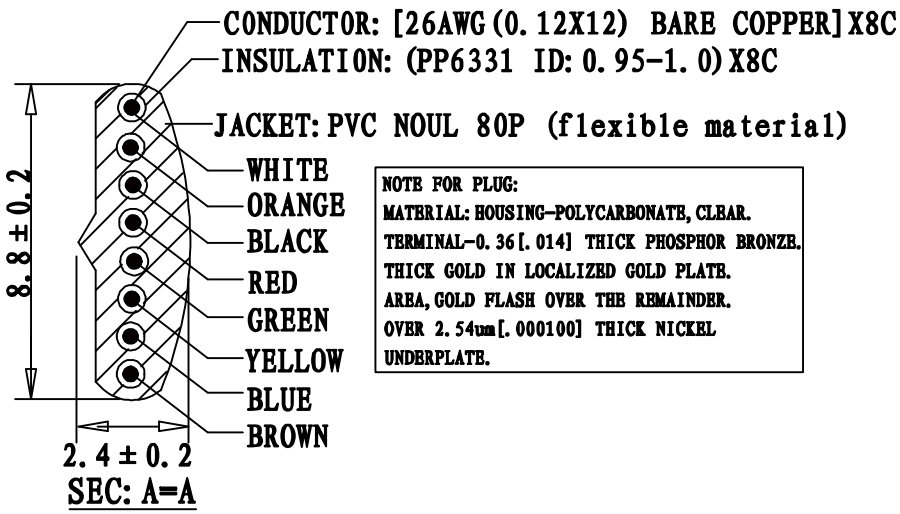 CONDUCTOR: [26AWG(0.12X12) BARE COPPER]X8C
INSULATION: (PP6331 ID:0.95-1.0)X8C
JACKET: PVC NOUL 80P (flexible material)
WHITE
ORANGE
BLACK
RED
GREEN
YELLOW
BLUE
BROWN
8.8±0.2
2.4±0.2
SEC: A=A
NOTE FOR PLUG:
MATERIAL: HOUSING-POLYCARBONATE, CLEAR.
TERMINAL-0.36[.014] THICK PHOSPHOR BRONZE.
THICK GOLD IN LOCALIZED GOLD PLATE.
AREA, GOLD FLASH OVER THE REMAINDER.
OVER 2.54um[.000100] THICK NICKEL
UNDERPLATE.